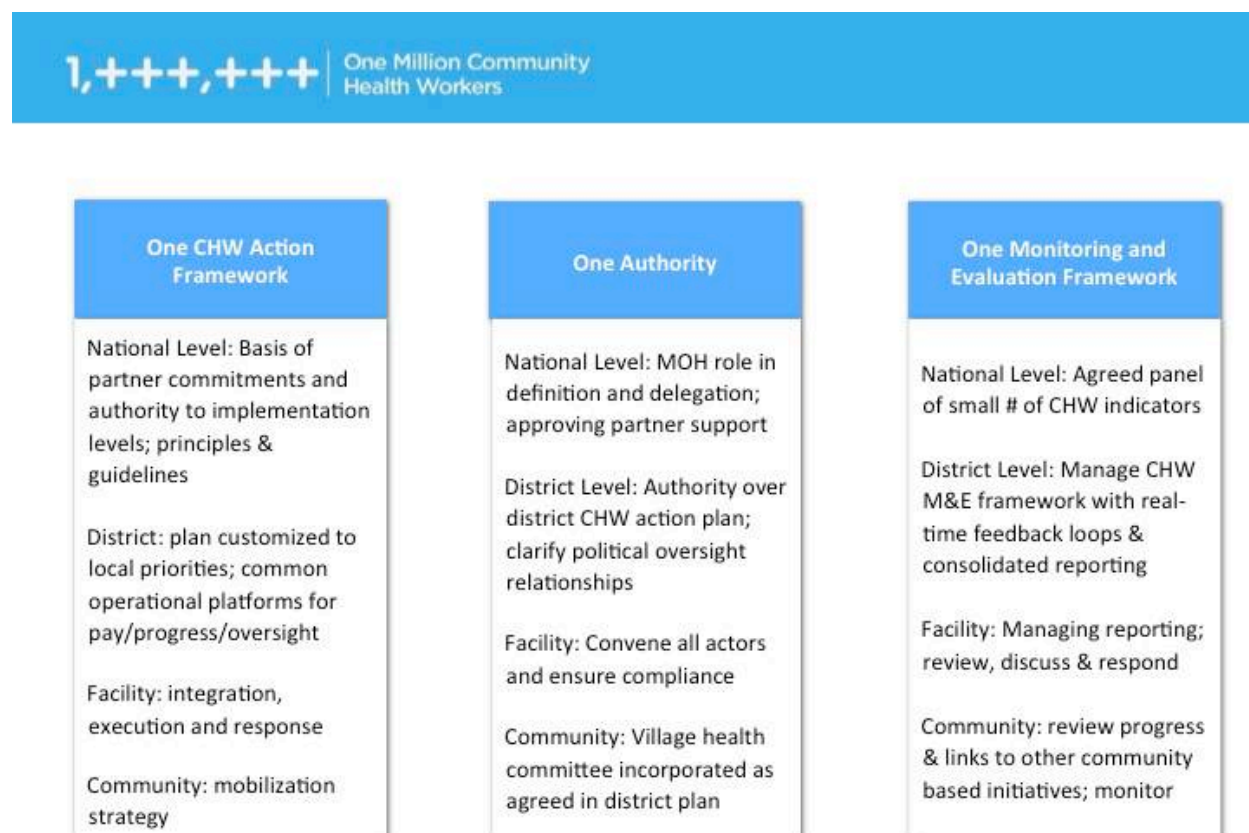 1,+++,+++
One Million Community
Health Workers
One CHW Action
Framework
National Level: Basis of
partner commitments and
authority to implementation
levels; principles &
guidelines
District: plan customized to
local priorities; common
operational platforms for
pay/progress/oversight
Facility: integration,
execution and response
Community: mobilization
strategy
One Authority
National Level: MOH role in
definition and delegation;
approving partner support
District Level: Authority over
district CHW action plan;
clarify political oversight
relationships
Facility: Convene all actors
and ensure compliance
Community: Village health
committee incorporated as
agreed in district plan
One Monitoring and
Evaluation Framework
National Level: Agreed panel
of small # of CHW indicators
District Level: Manage CHW
M&E framework with real-
time feedback loops &
consolidated reporting
Facility: Managing reporting;
review, discuss & respond
Community: review progress
& links to other community
based initiatives; monitor